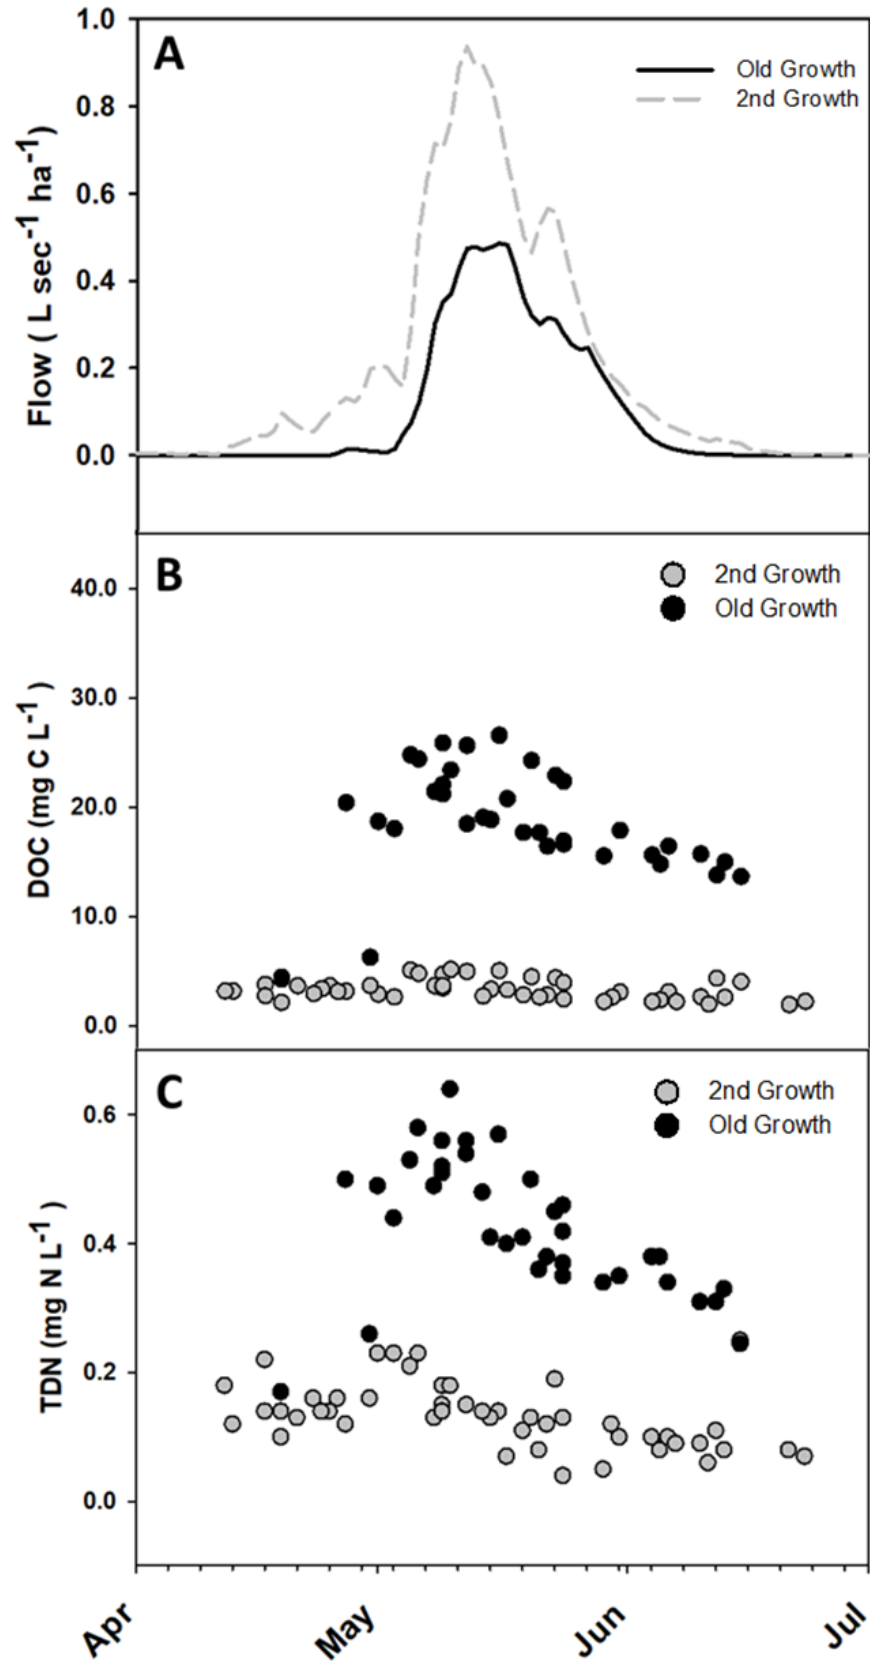 A
Old Growth
2nd Growth
Flow ( L sec-1 ha-1)
1.0
0.8
0.6
0.4
0.2
0.0
B
2nd Growth
Old Growth
DOC (mg C L-1 )
40.0
30.0
20.0
10.0
0.0
C
2nd Growth
Old Growth
TDN (mg N L-1 )
0.6
0.4
0.2
0.0
Apr
May
Jun
Jul